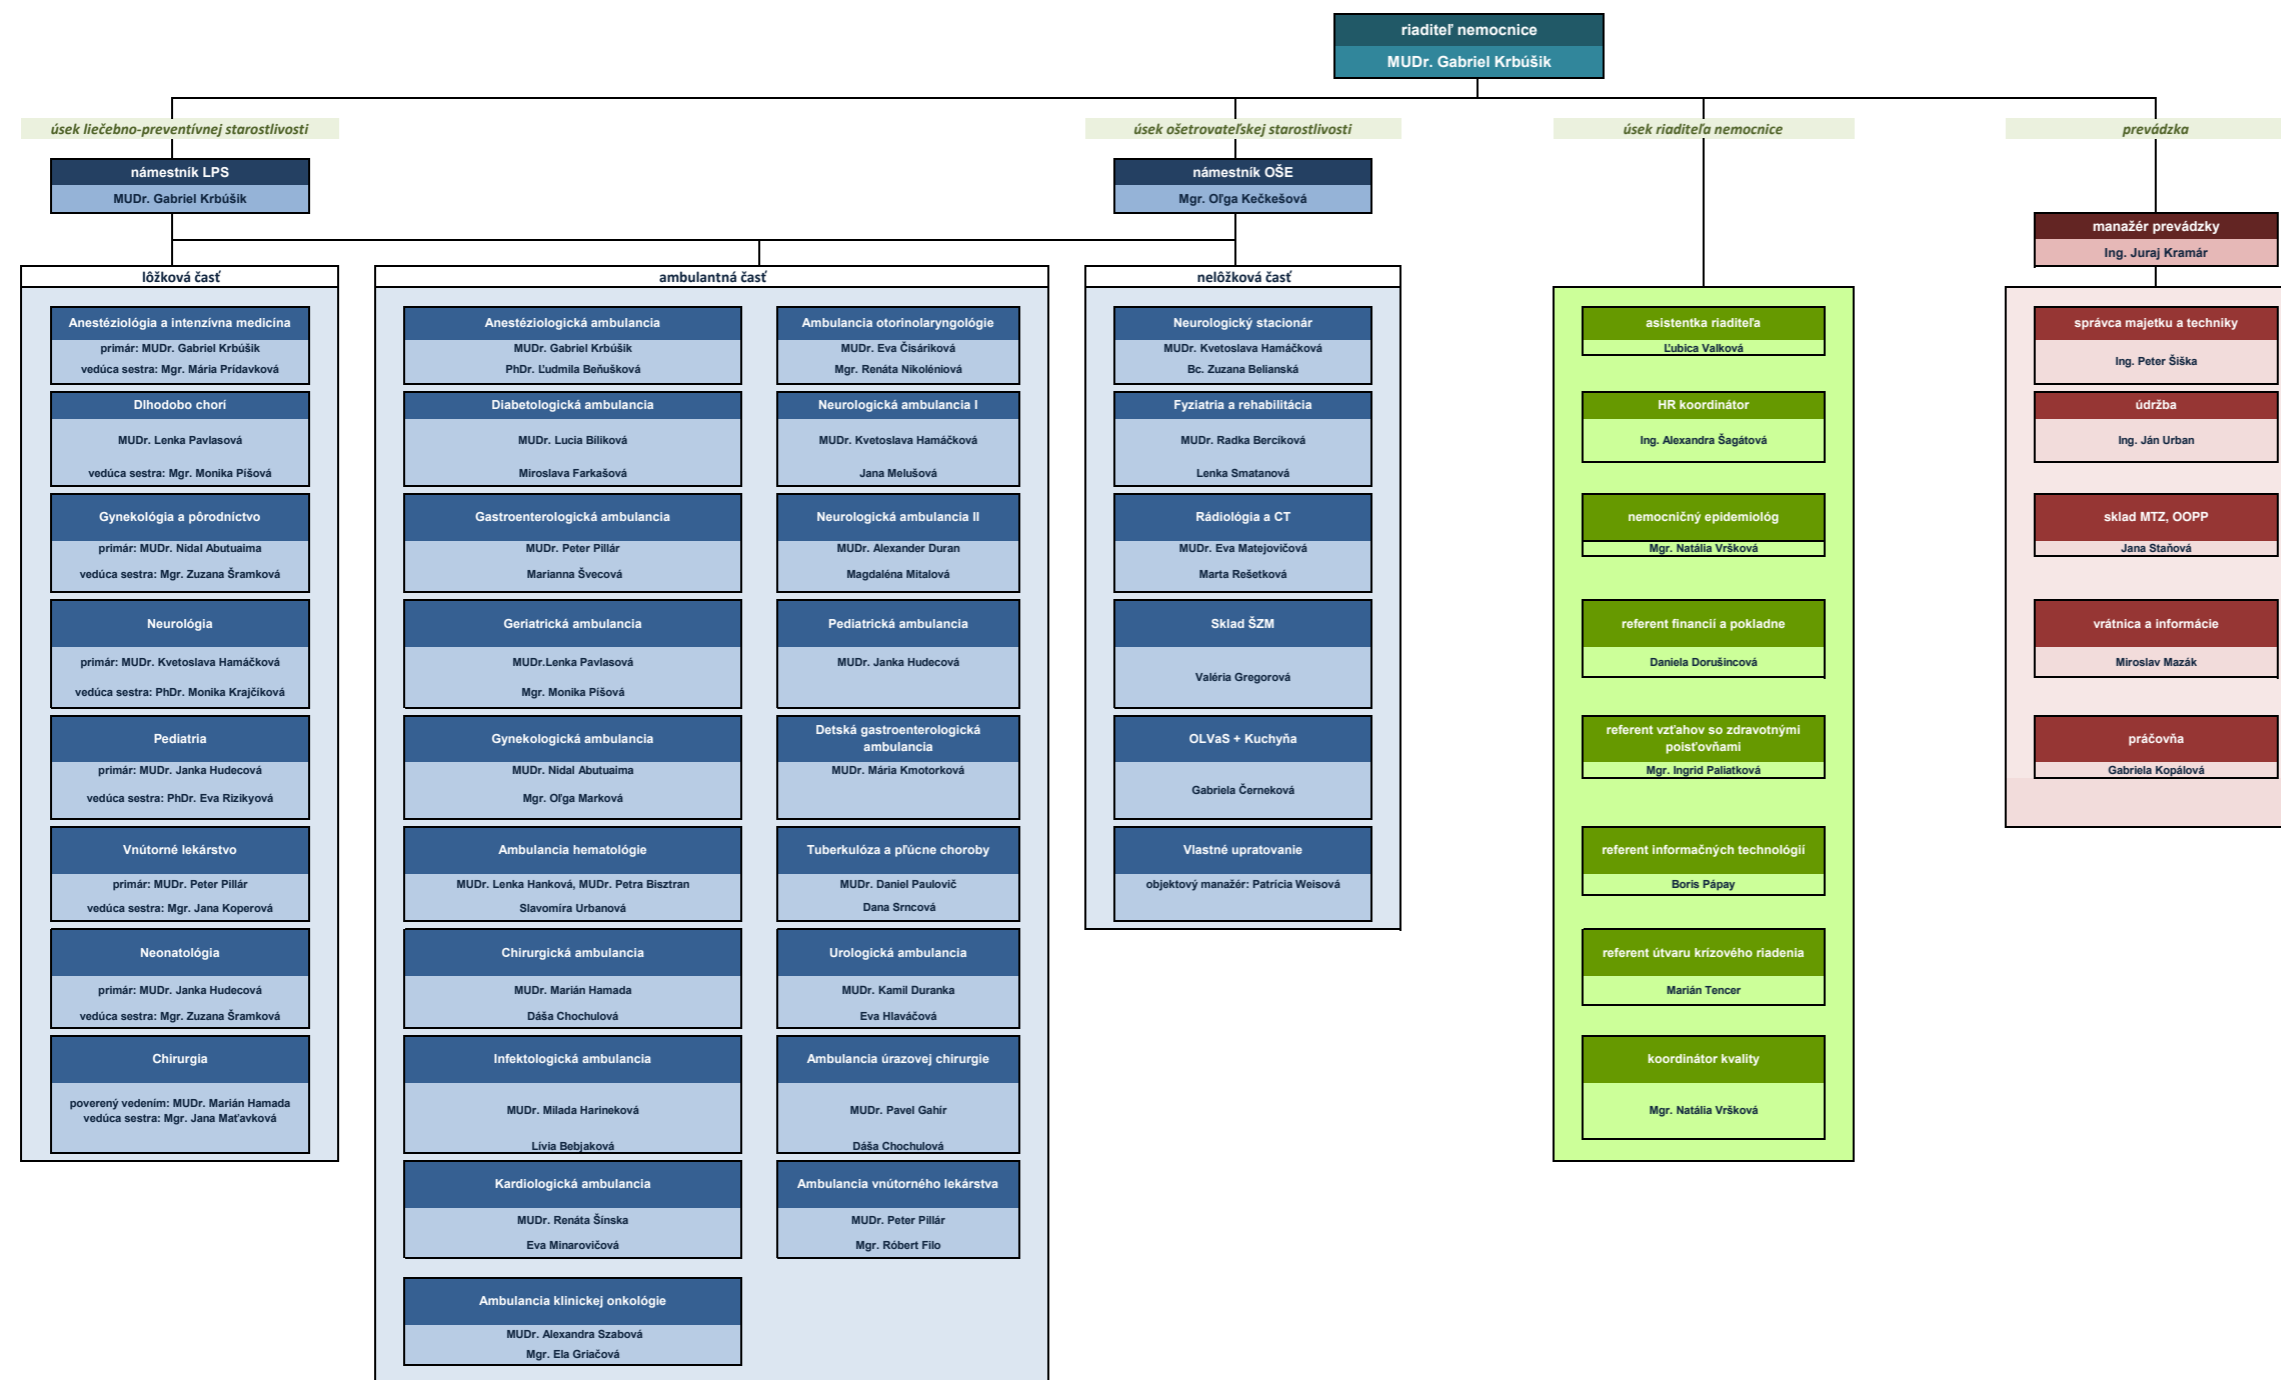 riaditeľ nemocnice
MUDr. Gabriel Krbúšik
úsek liečebno-preventívnej starostlivosti
úsek ošetrovateľskej starostlivosti
úsek riaditeľa nemocnice
prevádzka
námestník LPS
MUDr. Gabriel Krbúšik
námestník OŠE
Mgr. Oľga Kečkešová
manažér prevádzky
Ing. Juraj Kramár
lôžková časť
Anestéziológia a intenzívna medicína
primár: MUDr. Gabriel Krbúšik
vedúca sestra: Mgr. Mária Prídavková
Dlhodobo chorí
MUDr. Lenka Pavlasová
vedúca sestra: Mgr. Monika Píšová
Gynekológia a pôrodníctvo
primár: MUDr. Nidal Abutuaima
vedúca sestra: Mgr. Zuzana Šramková
Neurológia
primár: MUDr. Kvetoslava Hamáčková
vedúca sestra: PhDr. Monika Krajčíková
Pediatria
primár: MUDr. Janka Hudecová
vedúca sestra: PhDr. Eva Rizikyová
Vnútorné lekárstvo
primár: MUDr. Peter Pillár
vedúca sestra: Mgr. Jana Koperová
Neonatológia
primár: MUDr. Janka Hudecová
vedúca sestra: Mgr. Zuzana Šramková
Chirurgia
poverený vedením: MUDr. Marián Hamada
vedúca sestra: Mgr. Jana Maťavková
ambulantná časť
Anestéziologická ambulancia
MUDr. Gabriel Krbúšik
PhDr. Ľudmila Beňušková
Diabetologická ambulancia
MUDr. Lucia Bilíková
Miroslava Farkašová
Gastroenterologická ambulancia
MUDr. Peter Pillár
Marianna Švecová
Geriatrická ambulancia
MUDr.Lenka Pavlasová
Mgr. Monika Píšová
Gynekologická ambulancia
MUDr. Nidal Abutuaima
Mgr. Oľga Marková
Ambulancia hematológie
MUDr. Lenka Hanková, MUDr. Petra Bisztran
Slavomíra Urbanová
Chirurgická ambulancia
MUDr. Marián Hamada
Dáša Chochulová
Infektologická ambulancia
MUDr. Milada Harineková
Lívia Bebjaková
Kardiologická ambulancia
MUDr. Renáta Šínska
Eva Minarovičová
Ambulancia klinickej onkológie
MUDr. Alexandra Szabová
Mgr. Ela Griačová
Ambulancia otorinolaryngológie
MUDr. Eva Čisáriková
Mgr. Renáta Nikoléniová
Neurologická ambulancia I
MUDr. Kvetoslava Hamáčková
Jana Melušová
Neurologická ambulancia II
MUDr. Alexander Duran
Magdaléna Mitalová
Pediatrická ambulancia
MUDr. Janka Hudecová
Detská gastroenterologická
ambulancia
MUDr. Mária Kmotorková
Tuberkulóza a pľúcne choroby
MUDr. Daniel Paulovič
Dana Srncová
Urologická ambulancia
MUDr. Kamil Duranka
Eva Hlaváčová
Ambulancia úrazovej chirurgie
MUDr. Pavel Gahír
Dáša Chochulová
Ambulancia vnútorného lekárstva
MUDr. Peter Pillár
Mgr. Róbert Filo
nelôžková časť
Neurologický stacionár
MUDr. Kvetoslava Hamáčková
Bc. Zuzana Belianská
Fyziatria a rehabilitácia
MUDr. Radka Bercíková
Lenka Smatanová
Rádiológia a CT
MUDr. Eva Matejovičová
Marta Rešetková
Sklad ŠZM
Valéria Gregorová
OLVaS + Kuchyňa
Gabriela Černeková
Vlastné upratovanie
objektový manažér: Patrícia Weisová
asistentka riaditeľa
Ľubica Valková
HR koordinátor
Ing. Alexandra Šagátová
nemocničný epidemiológ
Mgr. Natália Vršková
referent financií a pokladne
Daniela Dorušincová
referent vzťahov so zdravotnými
poisťovňami
Mgr. Ingrid Paliatková
referent informačných technológií
Boris Pápay
referent útvaru krízového riadenia
Marián Tencer
koordinátor kvality
Mgr. Natália Vršková
správca majetku a techniky
Ing. Peter Šiška
údržba
Ing. Ján Urban
sklad MTZ, OOPP
Jana Staňová
vrátnica a informácie
Miroslav Mazák
práčovňa
Gabriela Kopálová